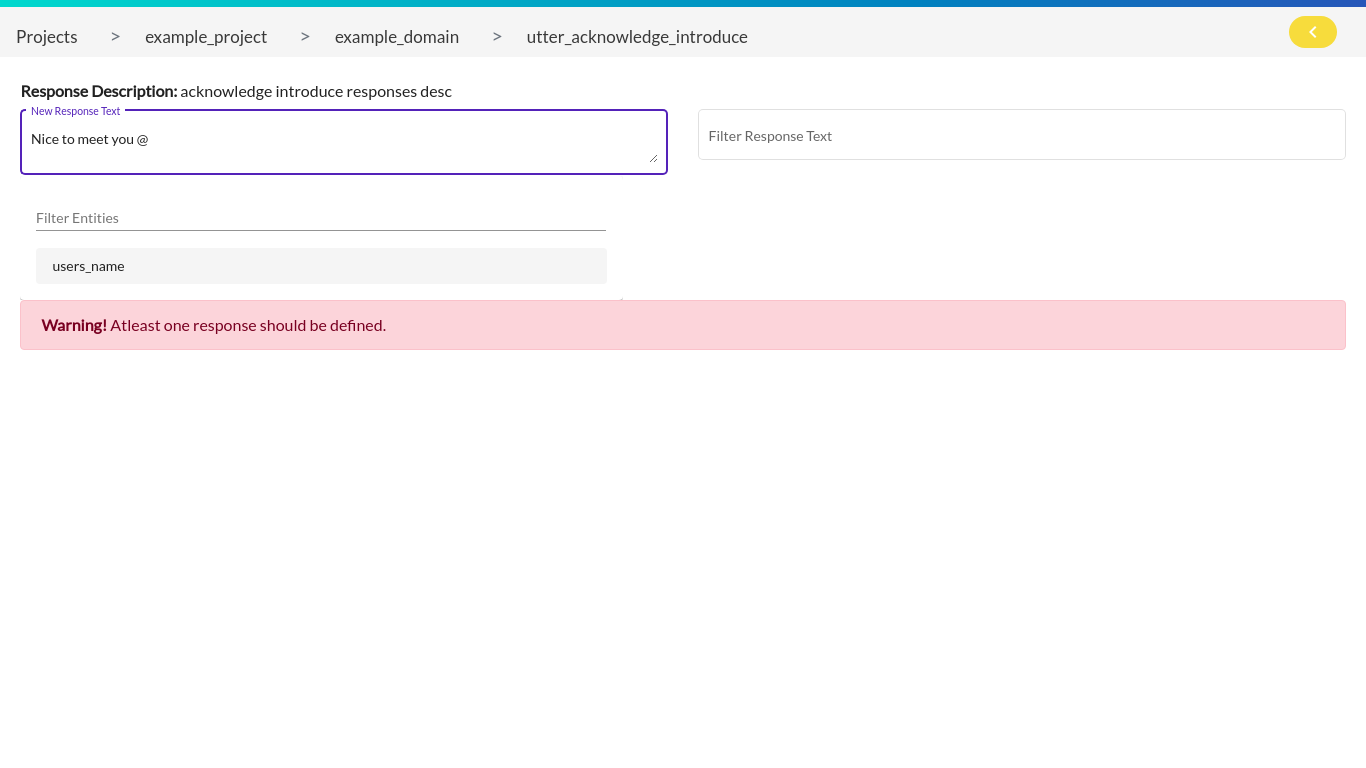 Projects > example_project > example_domain > utter_acknowledge_introduce
Response Description: acknowledge introduce responses desc
New Response Text
Nice to meet you @
Filter Response Text
Filter Entities
users_name
Warning! Atleast one response should be defined.